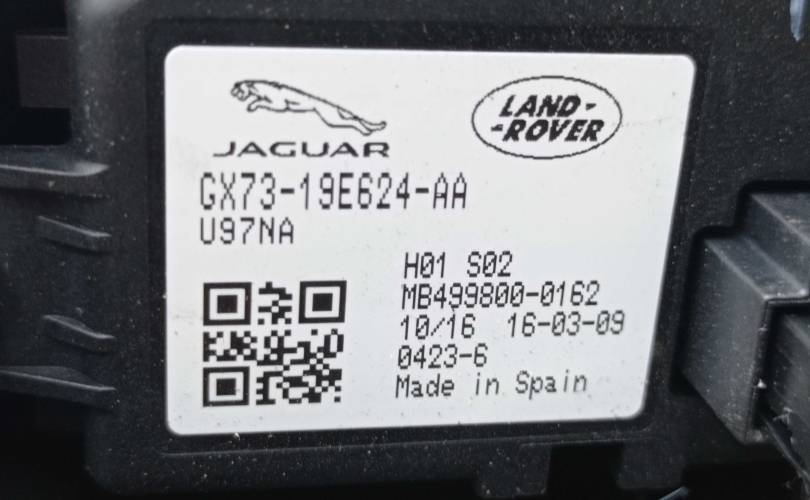 JAGUAR
LAND-
-ROVER
GX73-19E624-AA
U97NA
H01 S02
MB499800-0162
10/16 16-03-09
0423-6
Made in Spain